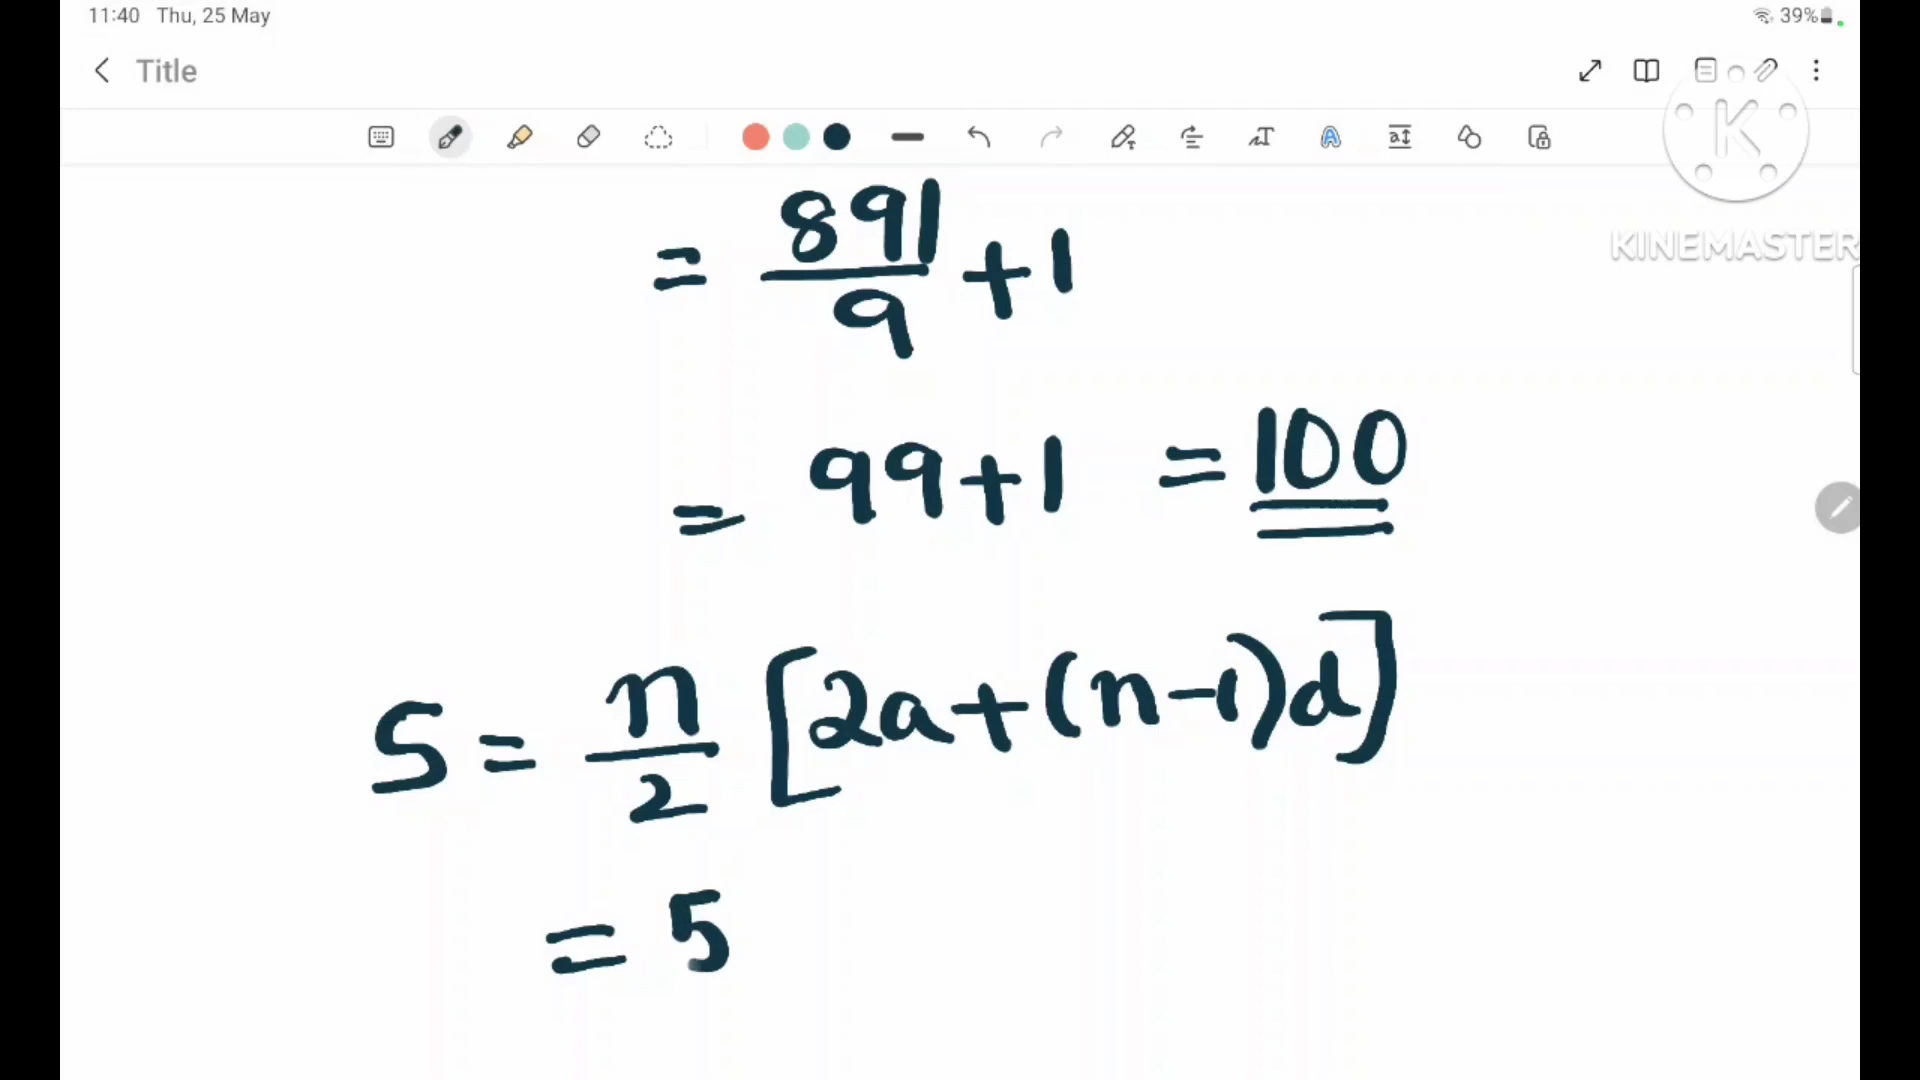 11:40 Thu, 25 May 39%
Title
K
KINEMASTER
= 891/9 + 1
= 99+1 = 100
S = n/2 [2a+(n-1)d]
= 5